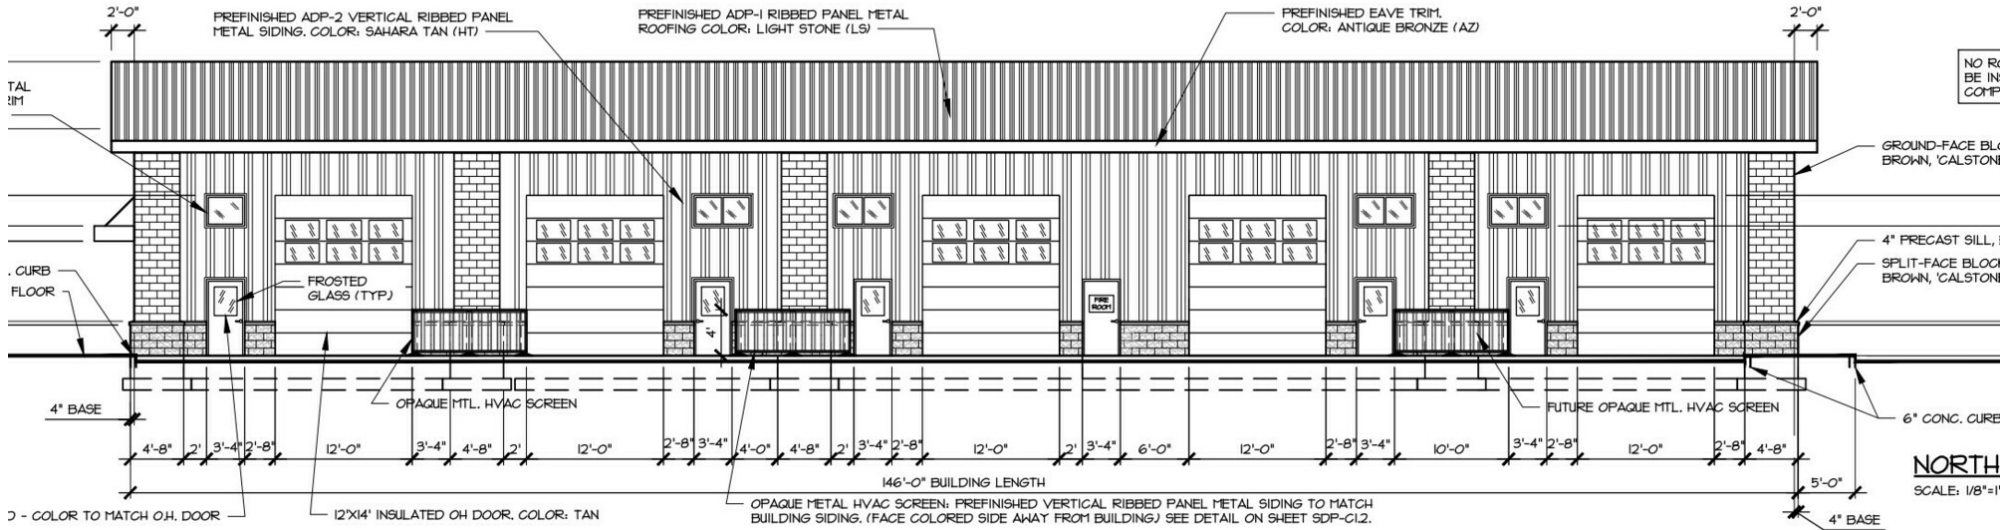 2'-0"
PREFINISHED ADP-2 VERTICAL RIBBED PANEL
METAL SIDING. COLOR: SAHARA TAN (HT)
PREFINISHED ADP-1 RIBBED PANEL METAL
ROOFING COLOR: LIGHT STONE (LS)
PREFINISHED EAVE TRIM.
COLOR: ANTIQUE BRONZE (AZ)
2'-0"
NO
BE
TAL
RIM
GROUND-FACE
BROWN, 'CALSTONE
. CURB
FLOOR
FROSTED
GLASS (TYP.)
4'
FIRE
ROOM
4" PRECAST SILL,
SPLIT-FACE BLOCK
BROWN, 'CALSTONE
4" BASE
OPAQUE MTL. HVAC SCREEN
FUTURE OPAQUE MTL. HVAC SCREEN
6" CONC. CURB
4'-8" 2' 3'-4" 2'-8" 12'-0" 3'-4" 4'-8" 2' 12'-0" 2'-8" 3'-4" 4'-0" 4'-8" 2' 3'-4" 2'-8" 12'-0" 2' 3'-4" 6'-0" 12'-0" 2'-8" 3'-4" 10'-0" 3'-4" 2'-8" 12'-0" 2'-8" 4'-8"
146'-0" BUILDING LENGTH
5'-0"
NORTH
SCALE: 1/8"=1'
- COLOR TO MATCH O.H. DOOR
12'X14' INSULATED OH DOOR. COLOR: TAN
OPAQUE METAL HVAC SCREEN: PREFINISHED VERTICAL RIBBED PANEL METAL SIDING TO MATCH
BUILDING SIDING. (FACE COLORED SIDE AWAY FROM BUILDING.) SEE DETAIL ON SHEET SDP-C1.2.
4" BASE